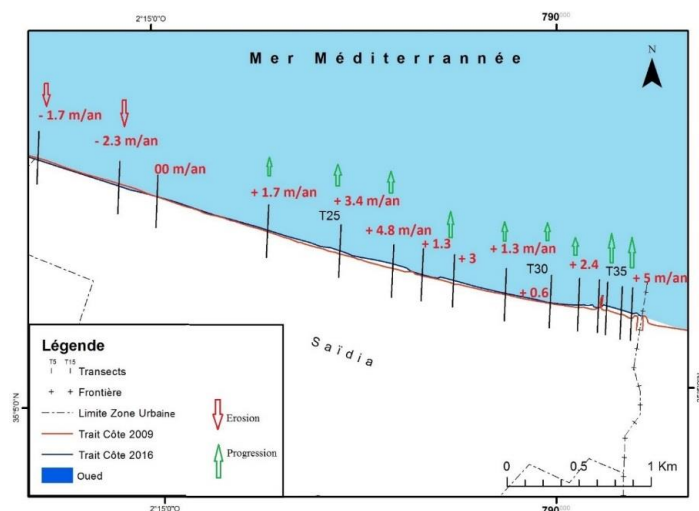 2°15'0"O
790000
Mer Méditerrannée
N
- 1.7 m/an
- 2.3 m/an
00 m/an
+ 1.7 m/an
+ 3.4 m/an
T25
+ 4.8 m/an
+ 1.3
+ 3
+ 1.3 m/an
T30
+ 0.6
+ 2.4
T35
+ 5 m/an
Saïdia
Légende
T5 T15
Transects
Frontière
Limite Zone Urbaine
Trait Côte 2009
Trait Côte 2016
Oued
Erosion
Progression
0 0,5 1 Km
35°5'0"N
2°15'0"O
790000